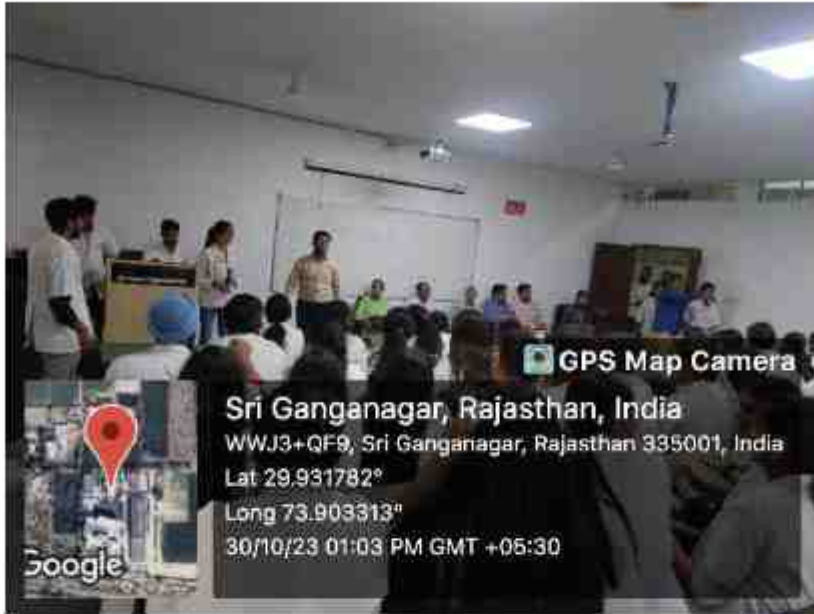 GPS Map Camera
Sri Ganganagar, Rajasthan, India
WWJ3+QF9, Sri Ganganagar, Rajasthan 335001, India
Lat 29.931782°
Long 73.903313°
30/10/23 01:03 PM GMT +05:30
Google